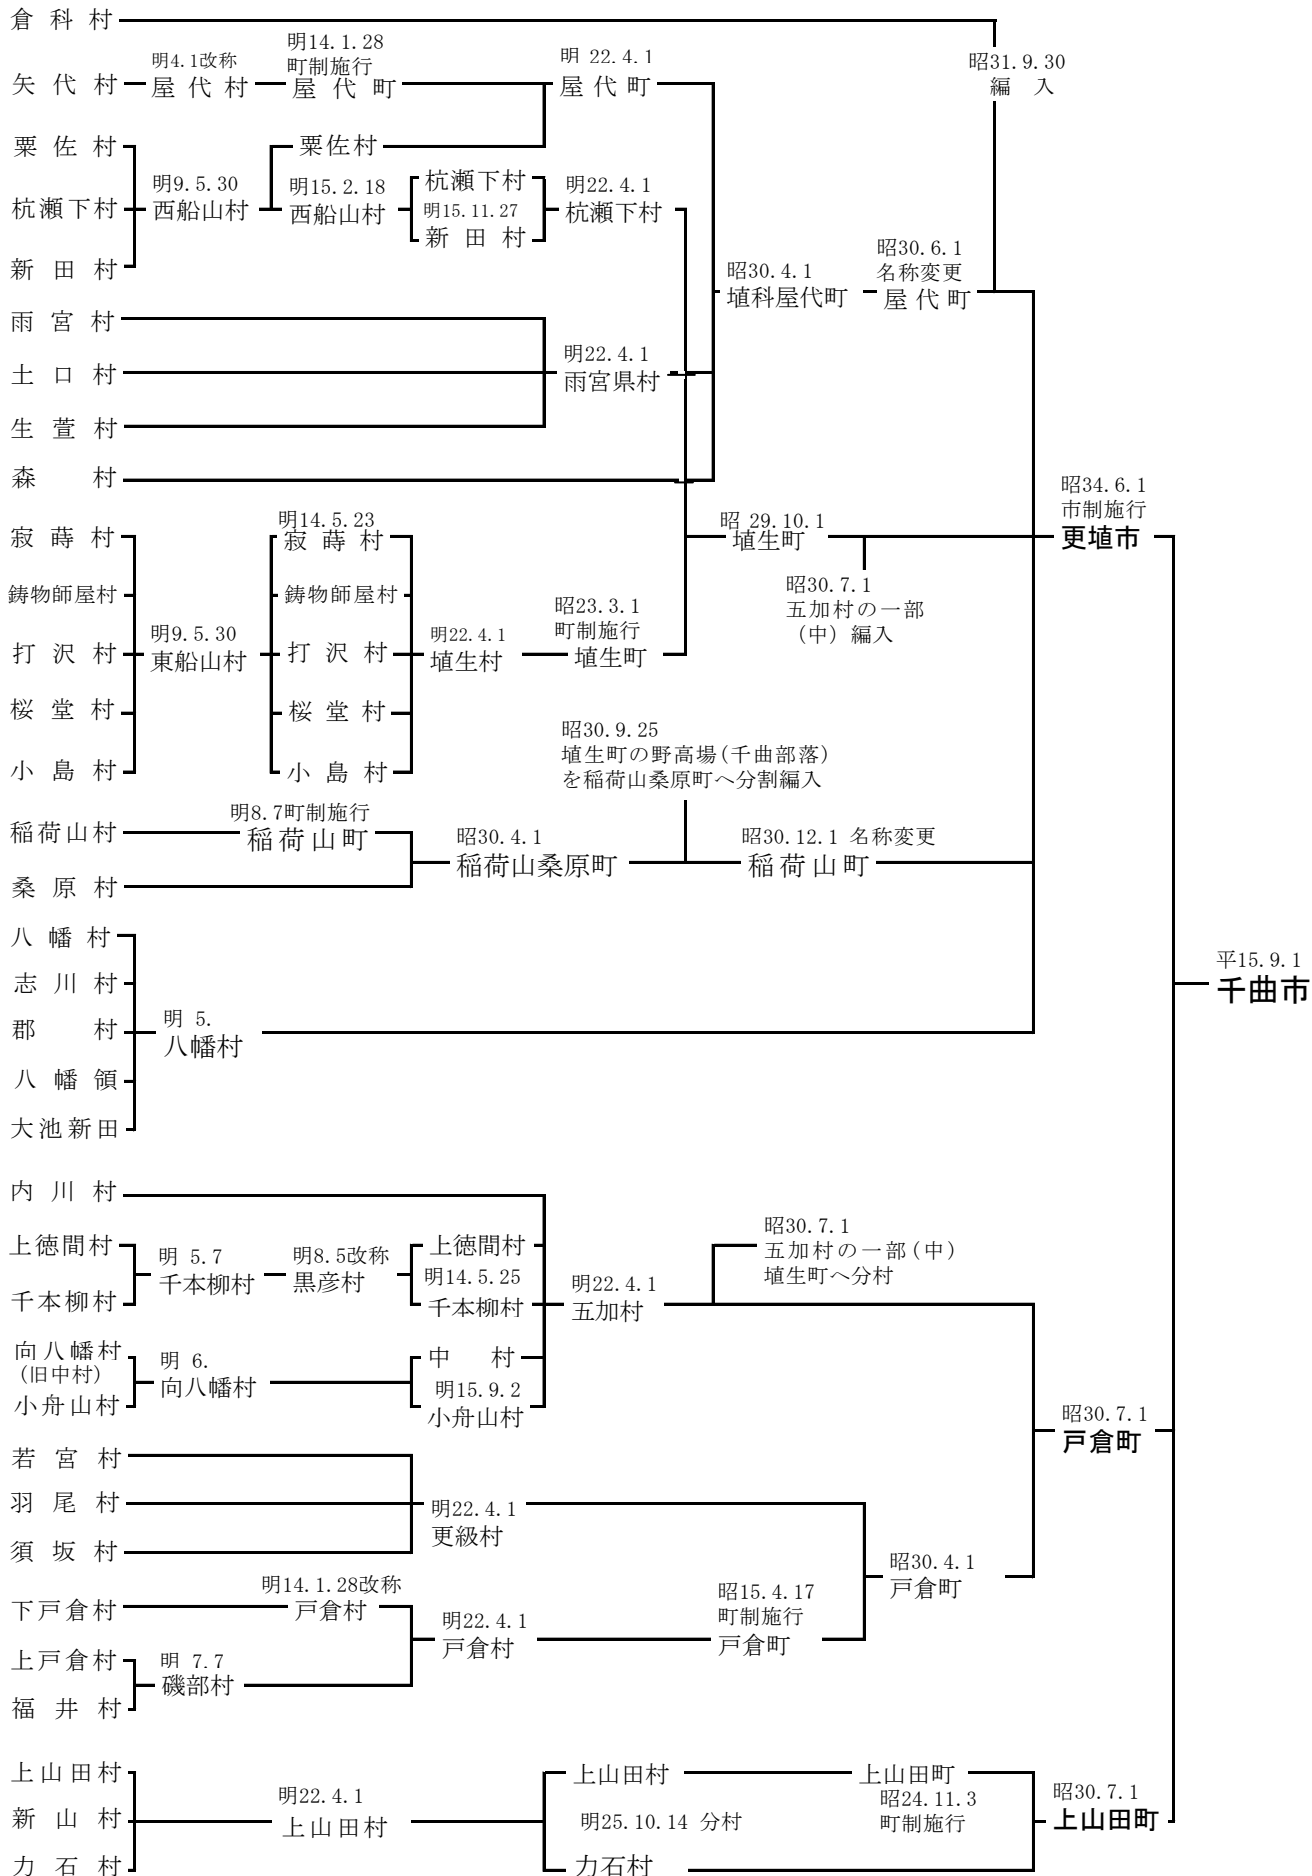 倉科村
昭31.9.30
編入
矢代村
明4.1改称
屋代村
明14.1.28
町制施行
屋代町
明 22.4.1
屋代町
粟佐村
粟佐村
杭瀬下村
明9.5.30
西船山村
明15.2.18
西船山村
杭瀬下村
明15.11.27
新田村
明22.4.1
杭瀬下村
新田村
昭30.4.1
埴科屋代町
昭30.6.1
名称変更
屋代町
雨宮村
土口村
明22.4.1
雨宮県村
生萱村
森村
昭34.6.1
市制施行
更埴市
寂蒔村
明14.5.23
寂蒔村
昭 29.10.1
埴生町
鋳物師屋村
鋳物師屋村
昭30.7.1
五加村の一部
(中) 編入
打沢村
明9.5.30
東船山村
打沢村
明22.4.1
埴生村
昭23.3.1
町制施行
埴生町
桜堂村
桜堂村
小島村
小島村
昭30.9.25
埴生町の野高場(千曲部落)
を稲荷山桑原町へ分割編入
稲荷山村
明8.7町制施行
稲荷山町
昭30.4.1
稲荷山桑原町
昭30.12.1 名称変更
稲荷山町
桑原村
八幡村
志川村
平15.9.1
千曲市
郡村
明 5.
八幡村
八幡領
大池新田
内川村
上徳間村
明 5.7
千本柳村
明8.5改称
黒彦村
上徳間村
明14.5.25
千本柳村
昭30.7.1
五加村の一部(中)
埴生町へ分村
千本柳村
明22.4.1
五加村
向八幡村
(旧中村)
明 6.
向八幡村
中村
明15.9.2
小舟山村
小舟山村
昭30.7.1
戸倉町
若宮村
羽尾村
明22.4.1
更級村
須坂村
昭30.4.1
戸倉町
下戸倉村
明14.1.28改称
戸倉村
明22.4.1
戸倉村
昭15.4.17
町制施行
戸倉町
上戸倉村
明 7.7
磯部村
福井村
上山田村
上山田村
上山田町
昭24.11.3
町制施行
新山村
明22.4.1
上山田村
明25.10.14 分村
昭30.7.1
上山田町
力石村
力石村